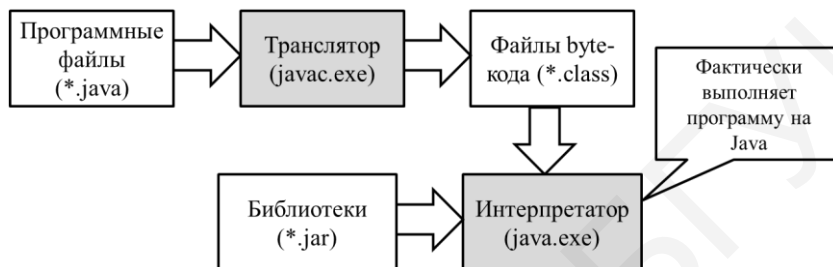 Программные
файлы
(*.java)
Транслятор
(javac.exe)
Файлы byte-
кода (*.class)
Фактически
выполняет
программу на
Java
Библиотеки
(*.jar)
Интерпретатор
(java.exe)
БГУ